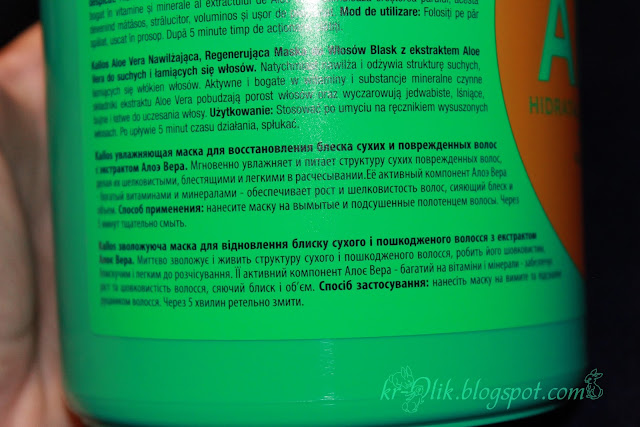 bogat în vitamine și minerale al extractului de
devenind mătăsos, strălucitor, voluminos și ușor de Mod de utilizare: Folosiți pe păr
spălat, uscat în prosop. După 5 minute timp de
Kallos Aloe Vera Nawilżająca, Regenerująca Maska do Włosów Blask z ekstraktem Aloe
Vera do suchych i łamiących się włosów. Natychmiast nawilża i odżywia strukturę suchych,
łamiących się włókien włosów. Aktywne i bogate w witaminy i substancje mineralne czynne
składniki ekstraktu Aloe Vera pobudzają porost włosów oraz wyczarowują jedwabiste, lśniące,
bujne i łatwe do uczesania włosy. Użytkowanie: Stosować po umyciu na ręcznikiem wysuszonych
włosach. Po upływie 5 minut czasu działania, spłukać.
Kallos увлажняющая маска для восстановления блеска сухих и поврежденных волос
с экстрактом Алоэ Вера. Мгновенно увлажняет и питает структуру сухих поврежденных волос,
делая их шелковистыми, блестящими и легкими в расчесывании.Её активный компонент Алоэ Вера
- богатый витаминами и минералами - обеспечивает рост и шелковистость волос, сияющий блеск и
объем. Способ применения: нанесите маску на вымытые и подсушенные полотенцем волосы. Через
5 минут тщательно смыть.
Kallos зволожуюча маска для відновлення блиску сухого і пошкодженого волосся з екстрактом
Алоє Вера. Миттєво зволожує і живить структуру сухого і пошкодженого волосся, робить його шовковистим,
блискучим і легким до розчісування. ЇЇ активний компонент Алоє Вера - багатий на вітаміни і мінерали - забезпечує
ріст та шовковистість волосся, сяючий блиск і об'єм. Спосіб застосування: нанесіть маску на вимите та підсушене
рушником волосся. Через 5 хвилин ретельно змити.
A
HIDRA
kr-olik.blogspot.com